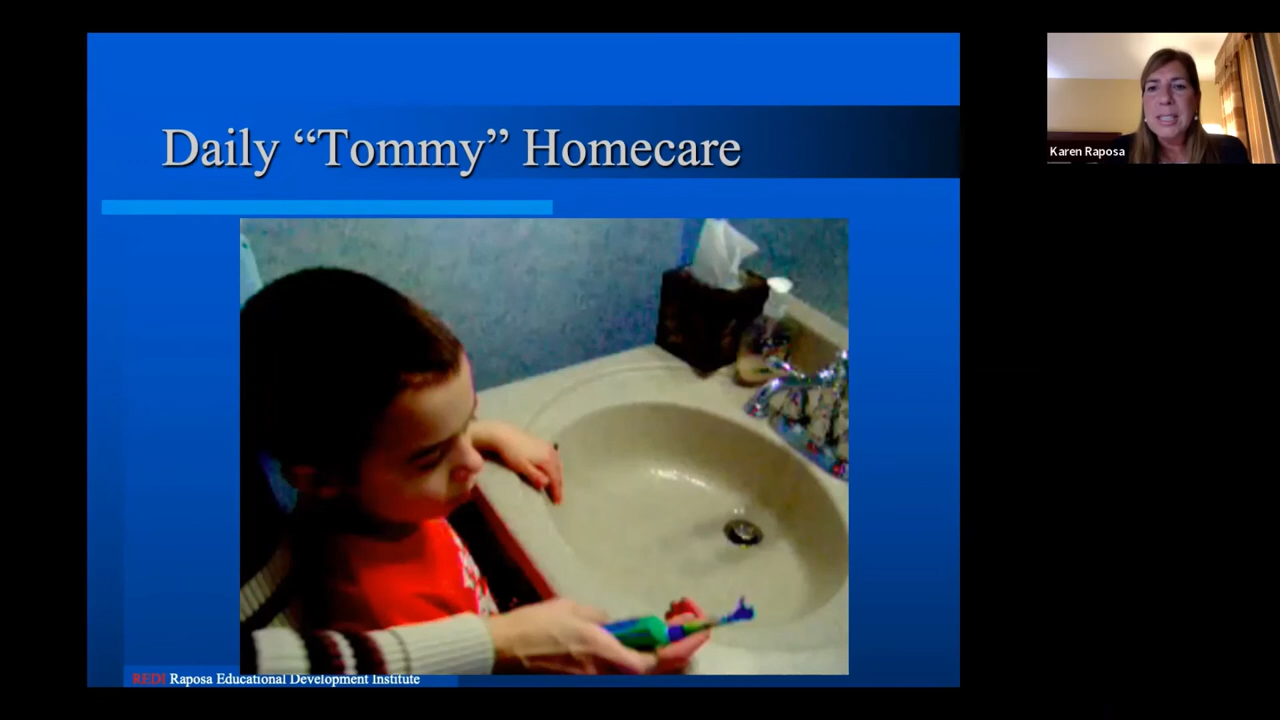 Daily “Tommy” Homecare
Karen Raposa
REDI Raposa Educational Development Institute